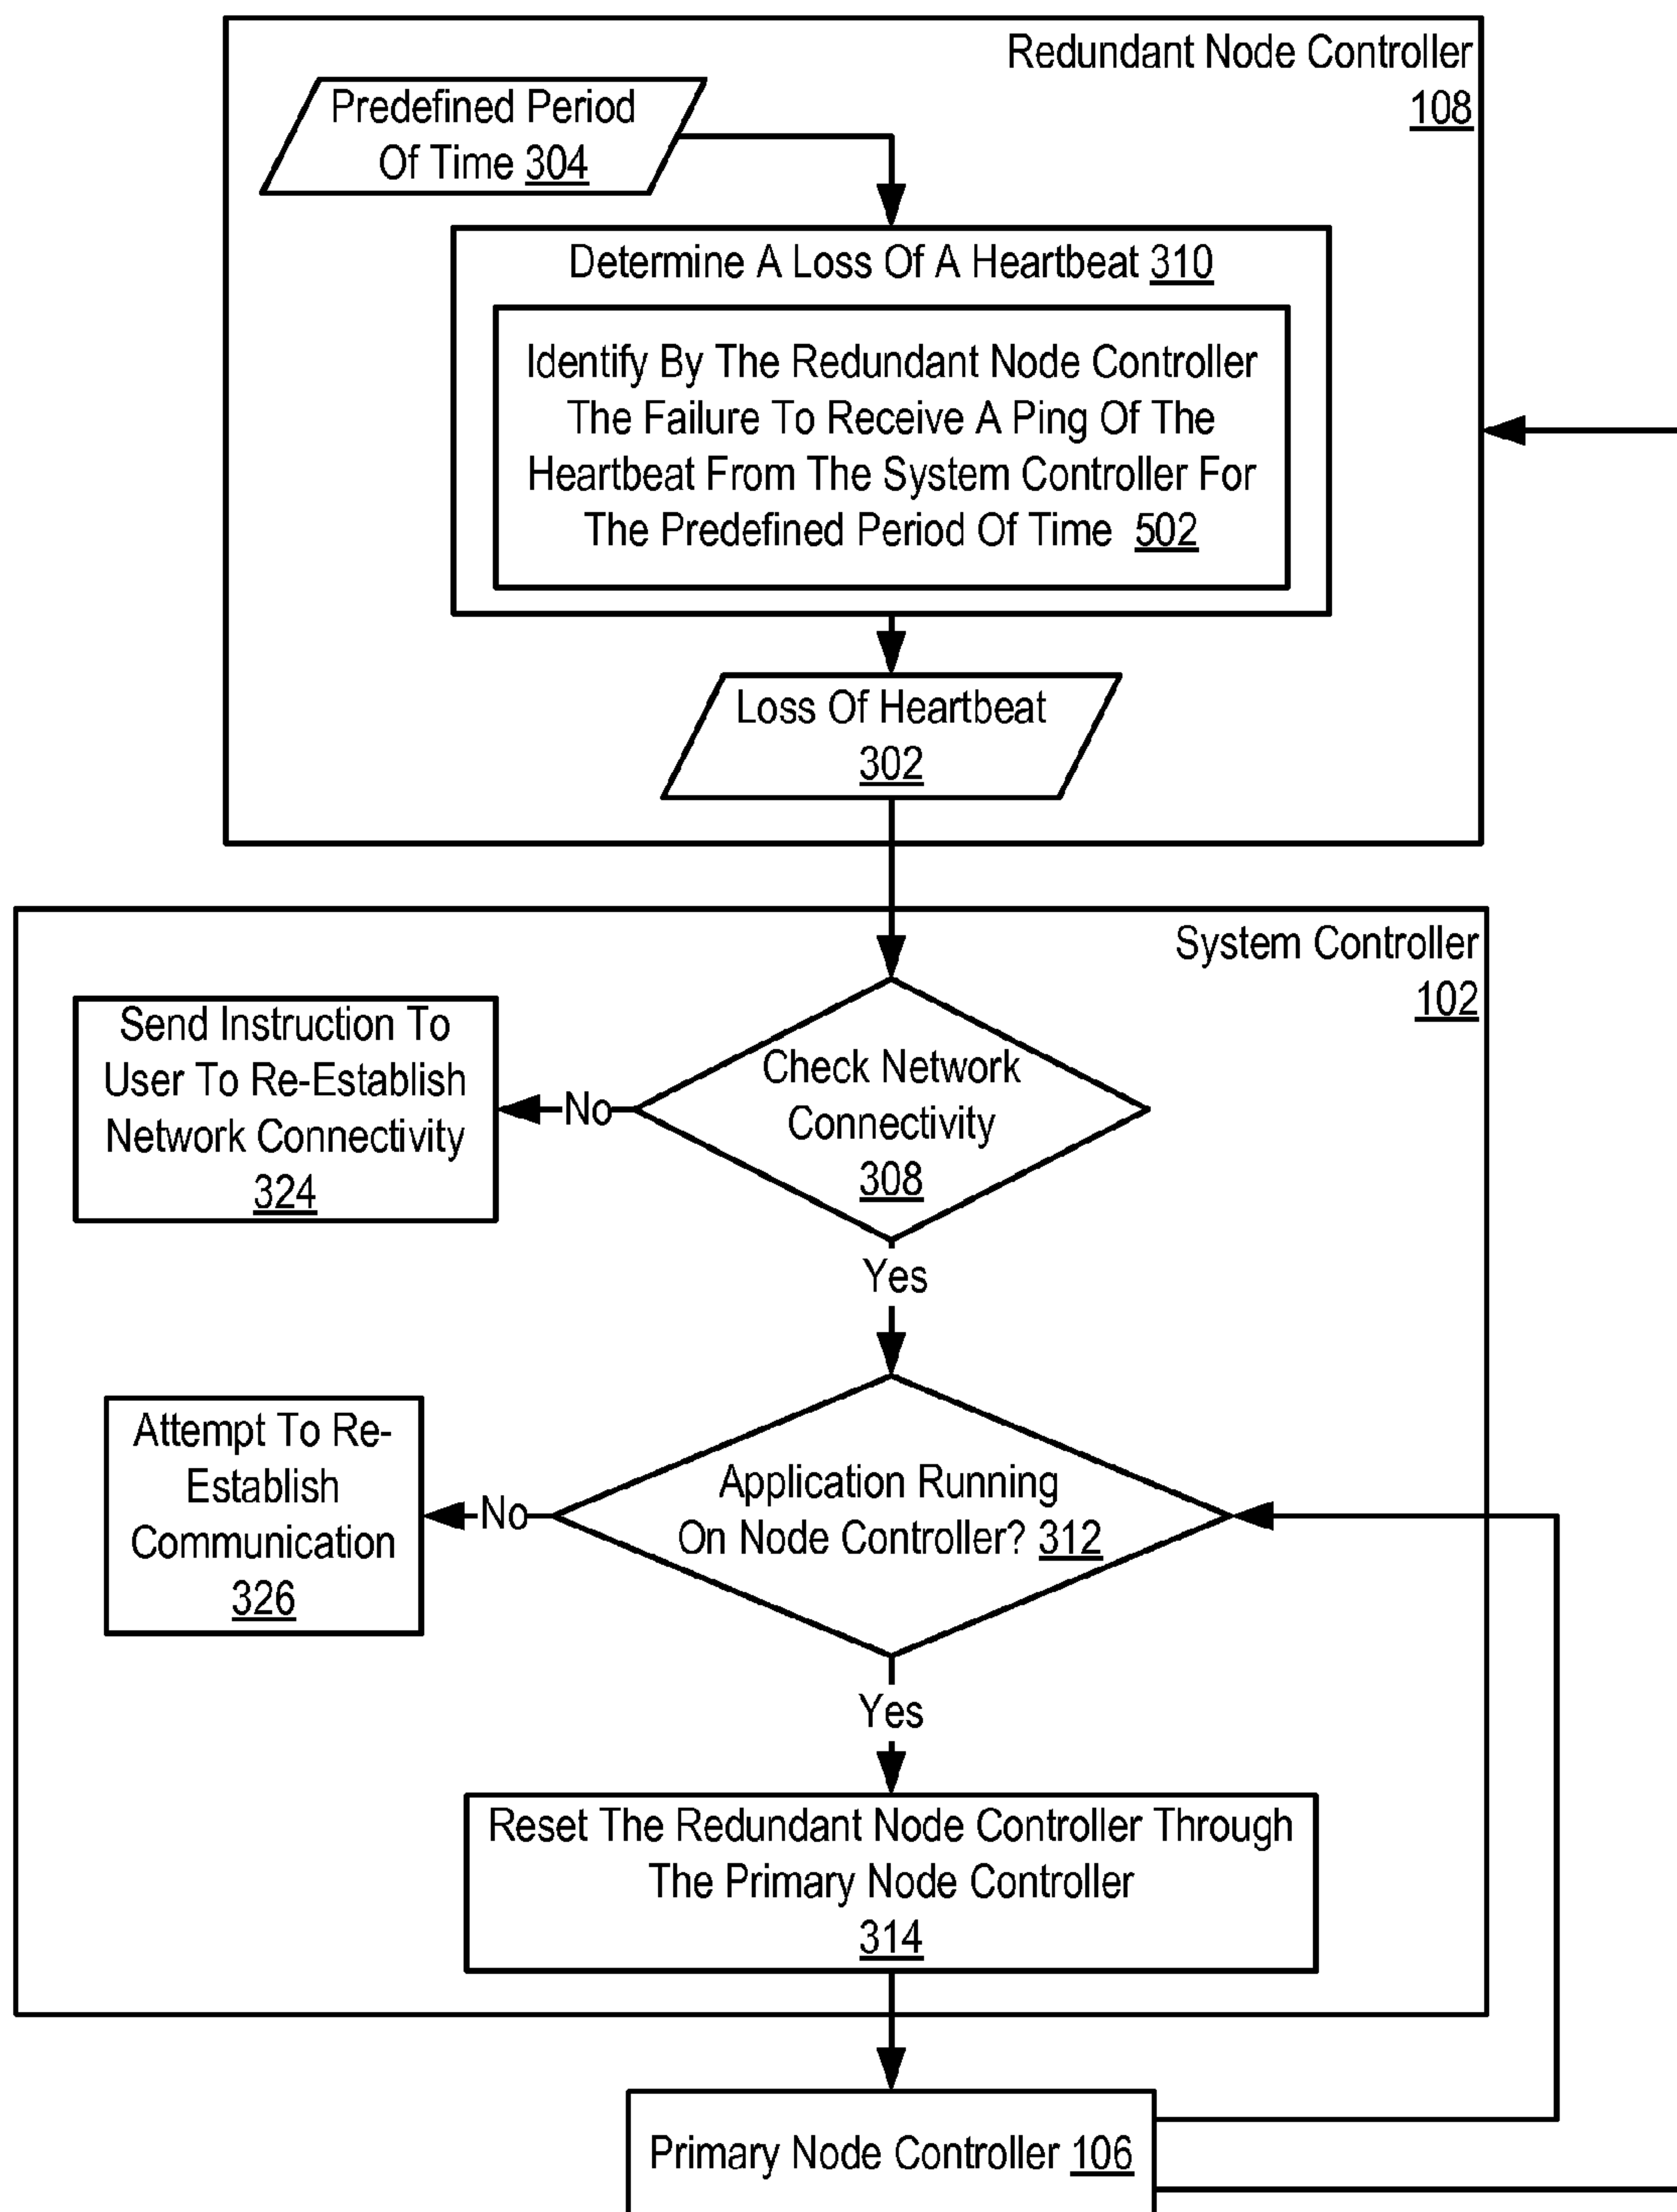 Redundant Node Controller
108
Predefined Period
Of Time 304
Determine A Loss Of A Heartbeat 310
Identify By The Redundant Node Controller
The Failure To Receive A Ping Of The
Heartbeat From The System Controller For
The Predefined Period Of Time 502
Loss Of Heartbeat
302
System Controller
102
Check Network
Connectivity
308
No
Send Instruction To
User To Re-Establish
Network Connectivity
324
Yes
Application Running
On Node Controller? 312
No
Attempt To Re-
Establish
Communication
326
Yes
Reset The Redundant Node Controller Through
The Primary Node Controller
314
Primary Node Controller 106